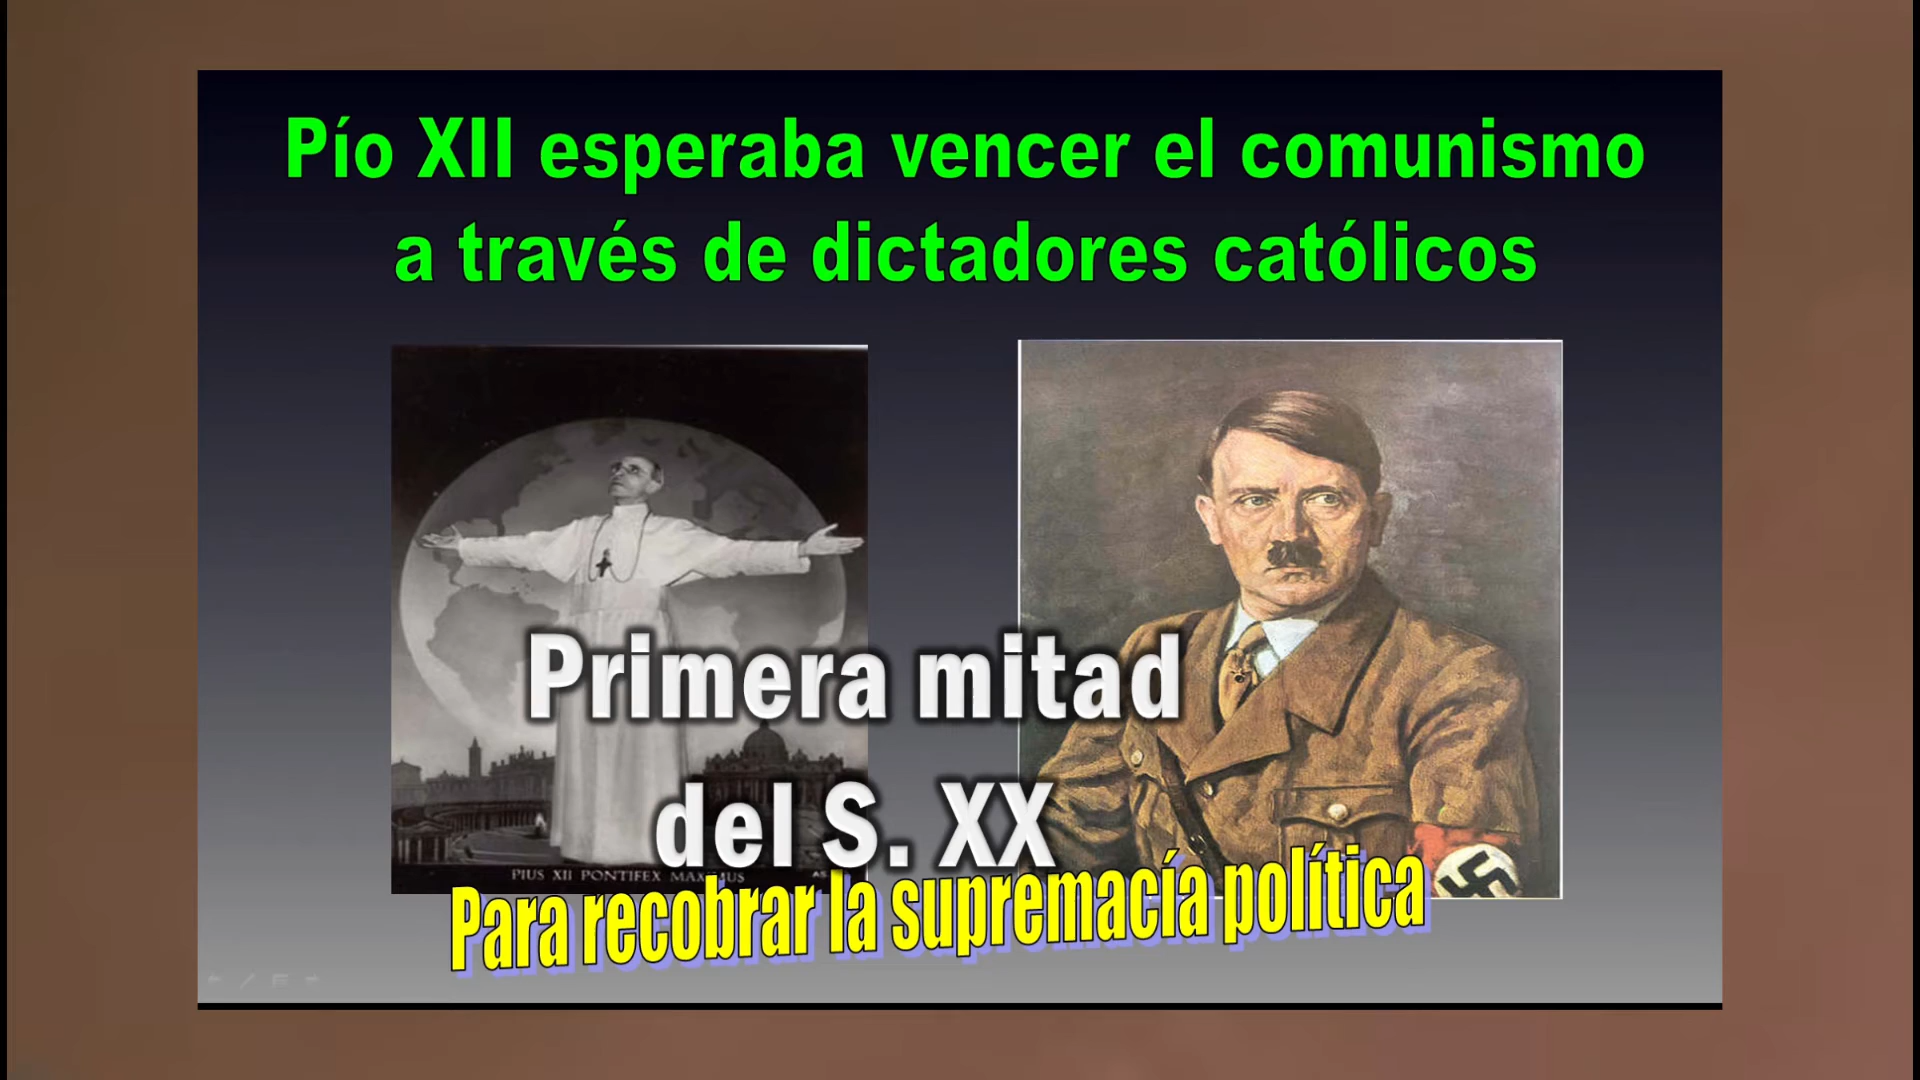 Pío XII esperaba vencer el comunismo
a través de dictadores católicos
Primera mitad
del S. XX
PIUS XII PONTIFEX MAXIMUS
Para recobrar la supremacía política